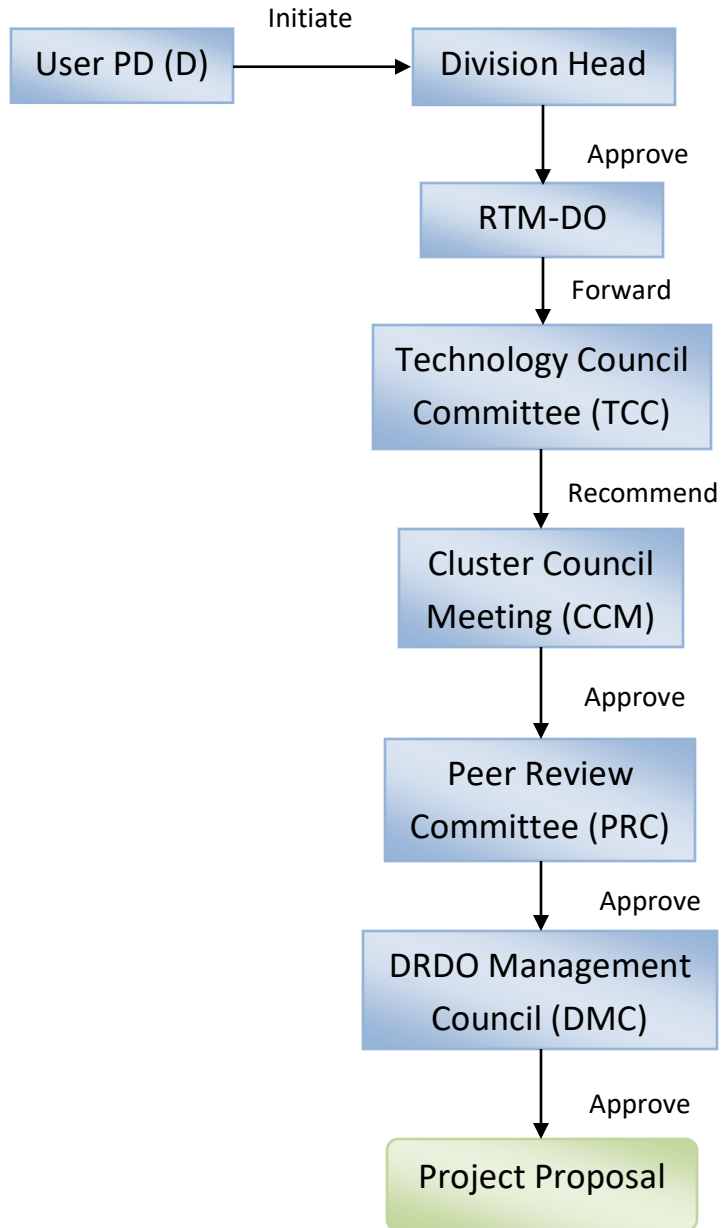 Initiate
User PD (D)
Division Head
Approve
RTM-DO
Forward
Technology Council
Committee (TCC)
Recommend
Cluster Council
Meeting (CCM)
Approve
Peer Review
Committee (PRC)
Approve
DRDO Management
Council (DMC)
Approve
Project Proposal